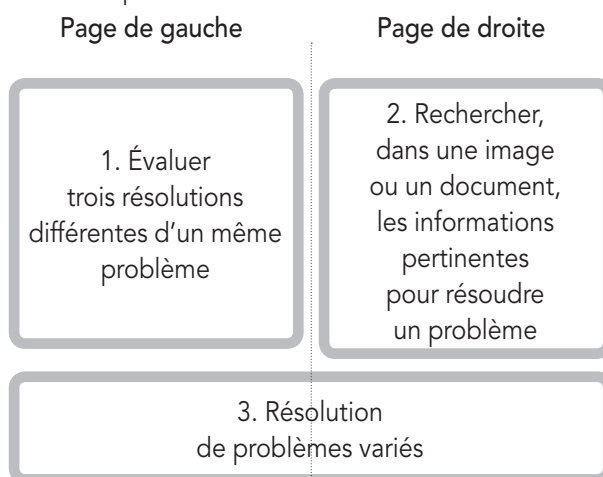 Page de gauche
Page de droite
1. Évaluer
trois résolutions
différentes d'un même
problème
2. Rechercher,
dans une image
ou un document,
les informations
pertinentes
pour résoudre
un problème
3. Résolution
de problèmes variés